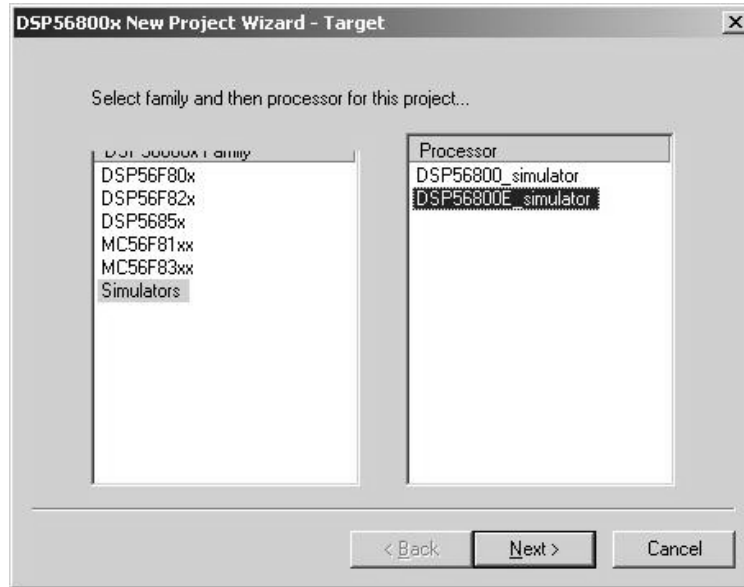 DSP56800x New Project Wizard - Target
Select family and then processor for this project...
Family
DSP56F80x
DSP56F82x
DSP5685x
MC56F81xx
MC56F83xx
Simulators
Processor
DSP56800_simulator
DSP56800E_simulator
< Back
Next >
Cancel